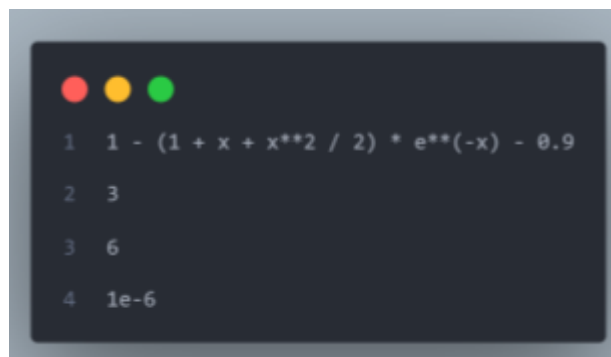 1 1 - (1 + x + x**2 / 2) * e**(-x) - 0.9
2 3
3 6
4 1e-6